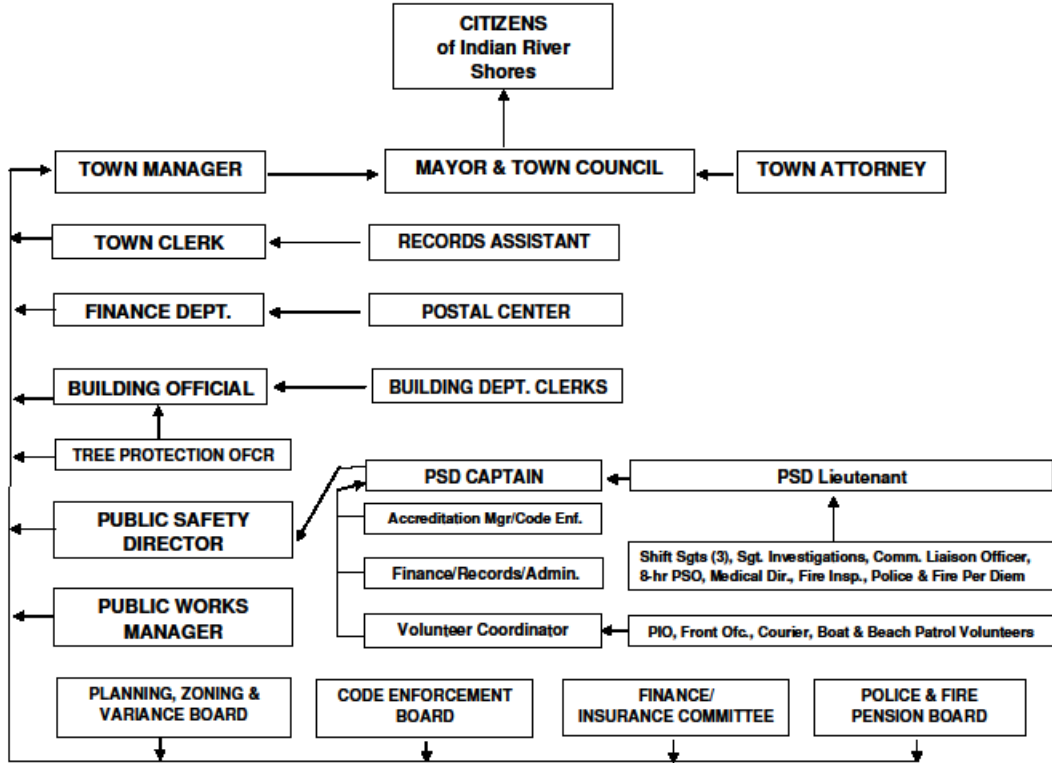 CITIZENS
of Indian River
Shores
TOWN MANAGER
MAYOR & TOWN COUNCIL
TOWN ATTORNEY
TOWN CLERK
RECORDS ASSISTANT
FINANCE DEPT.
POSTAL CENTER
BUILDING OFFICIAL
BUILDING DEPT. CLERKS
TREE PROTECTION OFCR
PSD CAPTAIN
PSD Lieutenant
PUBLIC SAFETY
DIRECTOR
Accreditation Mgr/Code Enf.
Shift Sgts (3), Sgt. Investigations, Comm. Liaison Officer,
8-hr PSO, Medical Dir., Fire Insp., Police & Fire Per Diem
Finance/Records/Admin.
PUBLIC WORKS
MANAGER
Volunteer Coordinator
PIO, Front Ofc., Courier, Boat & Beach Patrol Volunteers
PLANNING, ZONING &
VARIANCE BOARD
CODE ENFORCEMENT
BOARD
FINANCE/
INSURANCE COMMITTEE
POLICE & FIRE
PENSION BOARD